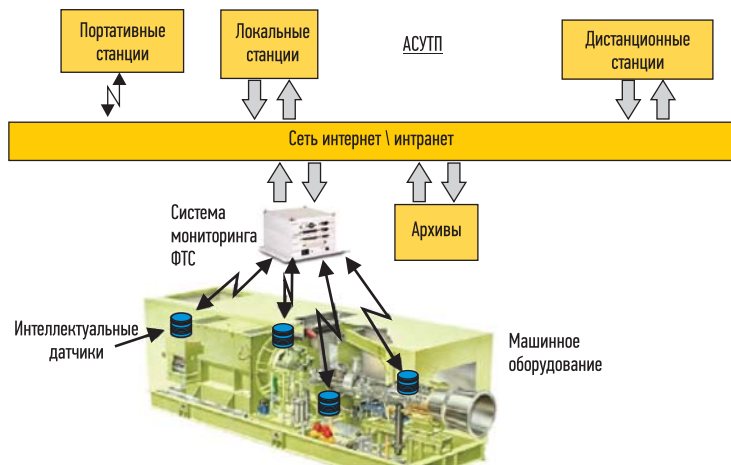 Портативные
станции
Локальные
станции
АСУТП
Дистанционные
станции
Сеть интернет \ интранет
Система
мониторинга
ФТС
Архивы
Интеллектуальные
датчики
Машинное
оборудование